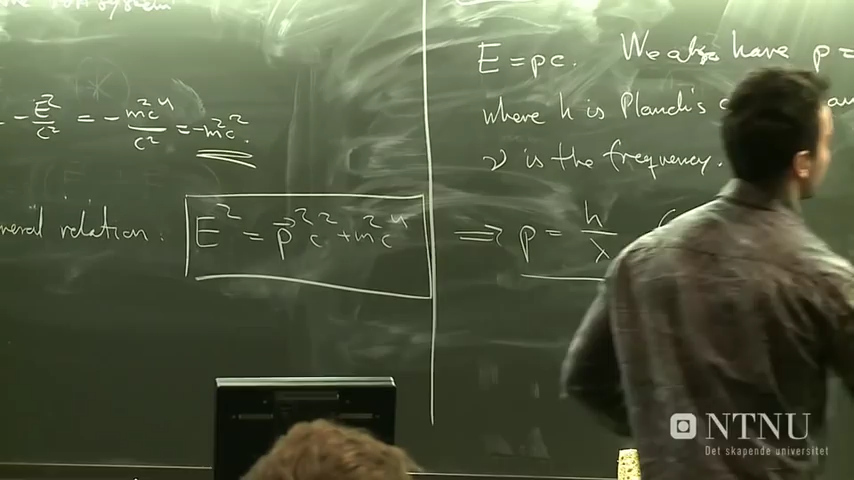 - E²/c² = - m²c⁴/c² = -m²c².
relation:
E² = p⃗²c² + m²c⁴
E = pc. We also have p =
where h is Planck's
ν is the frequency.
⟹ p = h/λ
NTNU
Det skapende universitet